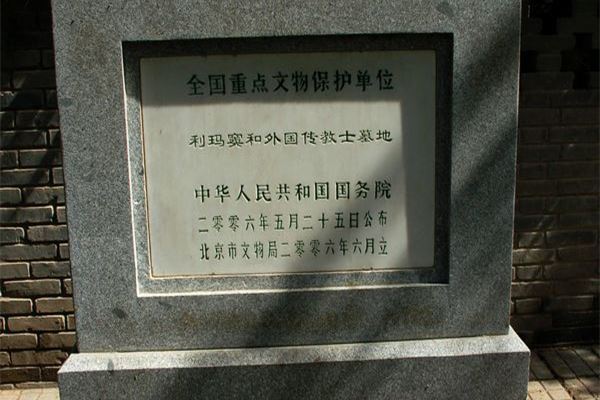 全国重点文物保护单位
利玛窦和外国传教士墓地
中华人民共和国国务院
二零零六年五月二十五日公布
北京市文物局二零零六年六月立